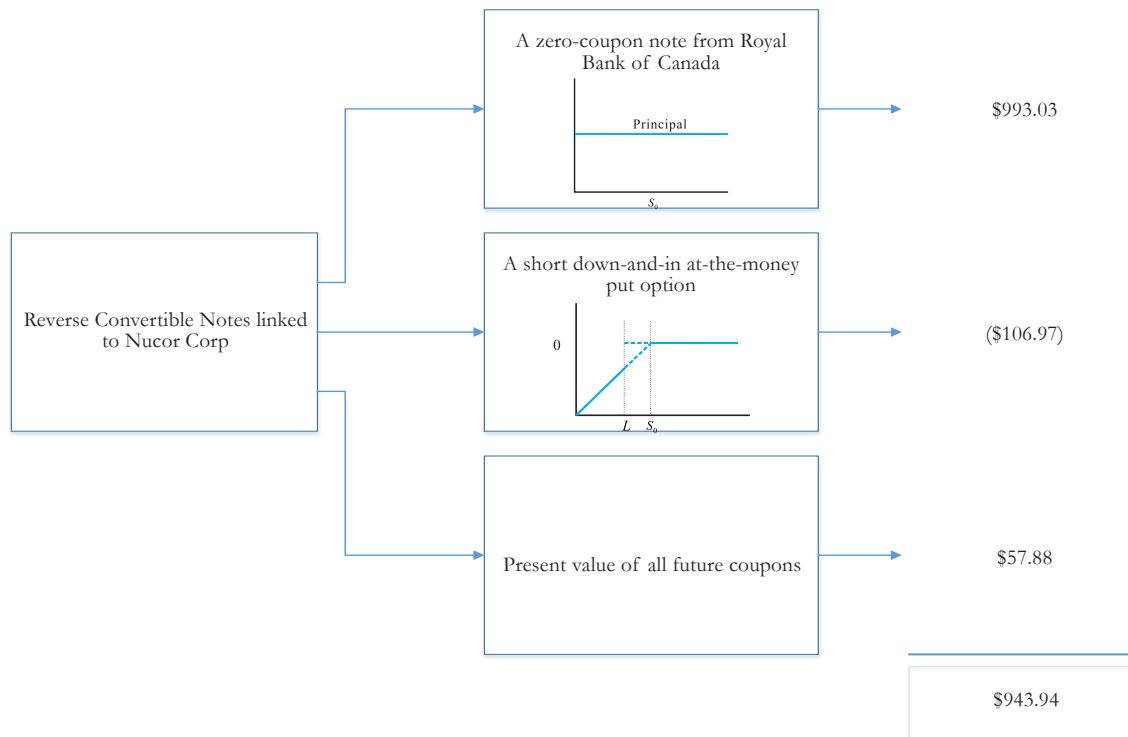 A zero-coupon note from Royal
Bank of Canada
Principal
S₀
$993.03
Reverse Convertible Notes linked
to Nucor Corp
A short down-and-in at-the-money
put option
0
L S₀
($106.97)
Present value of all future coupons
$57.88
$943.94